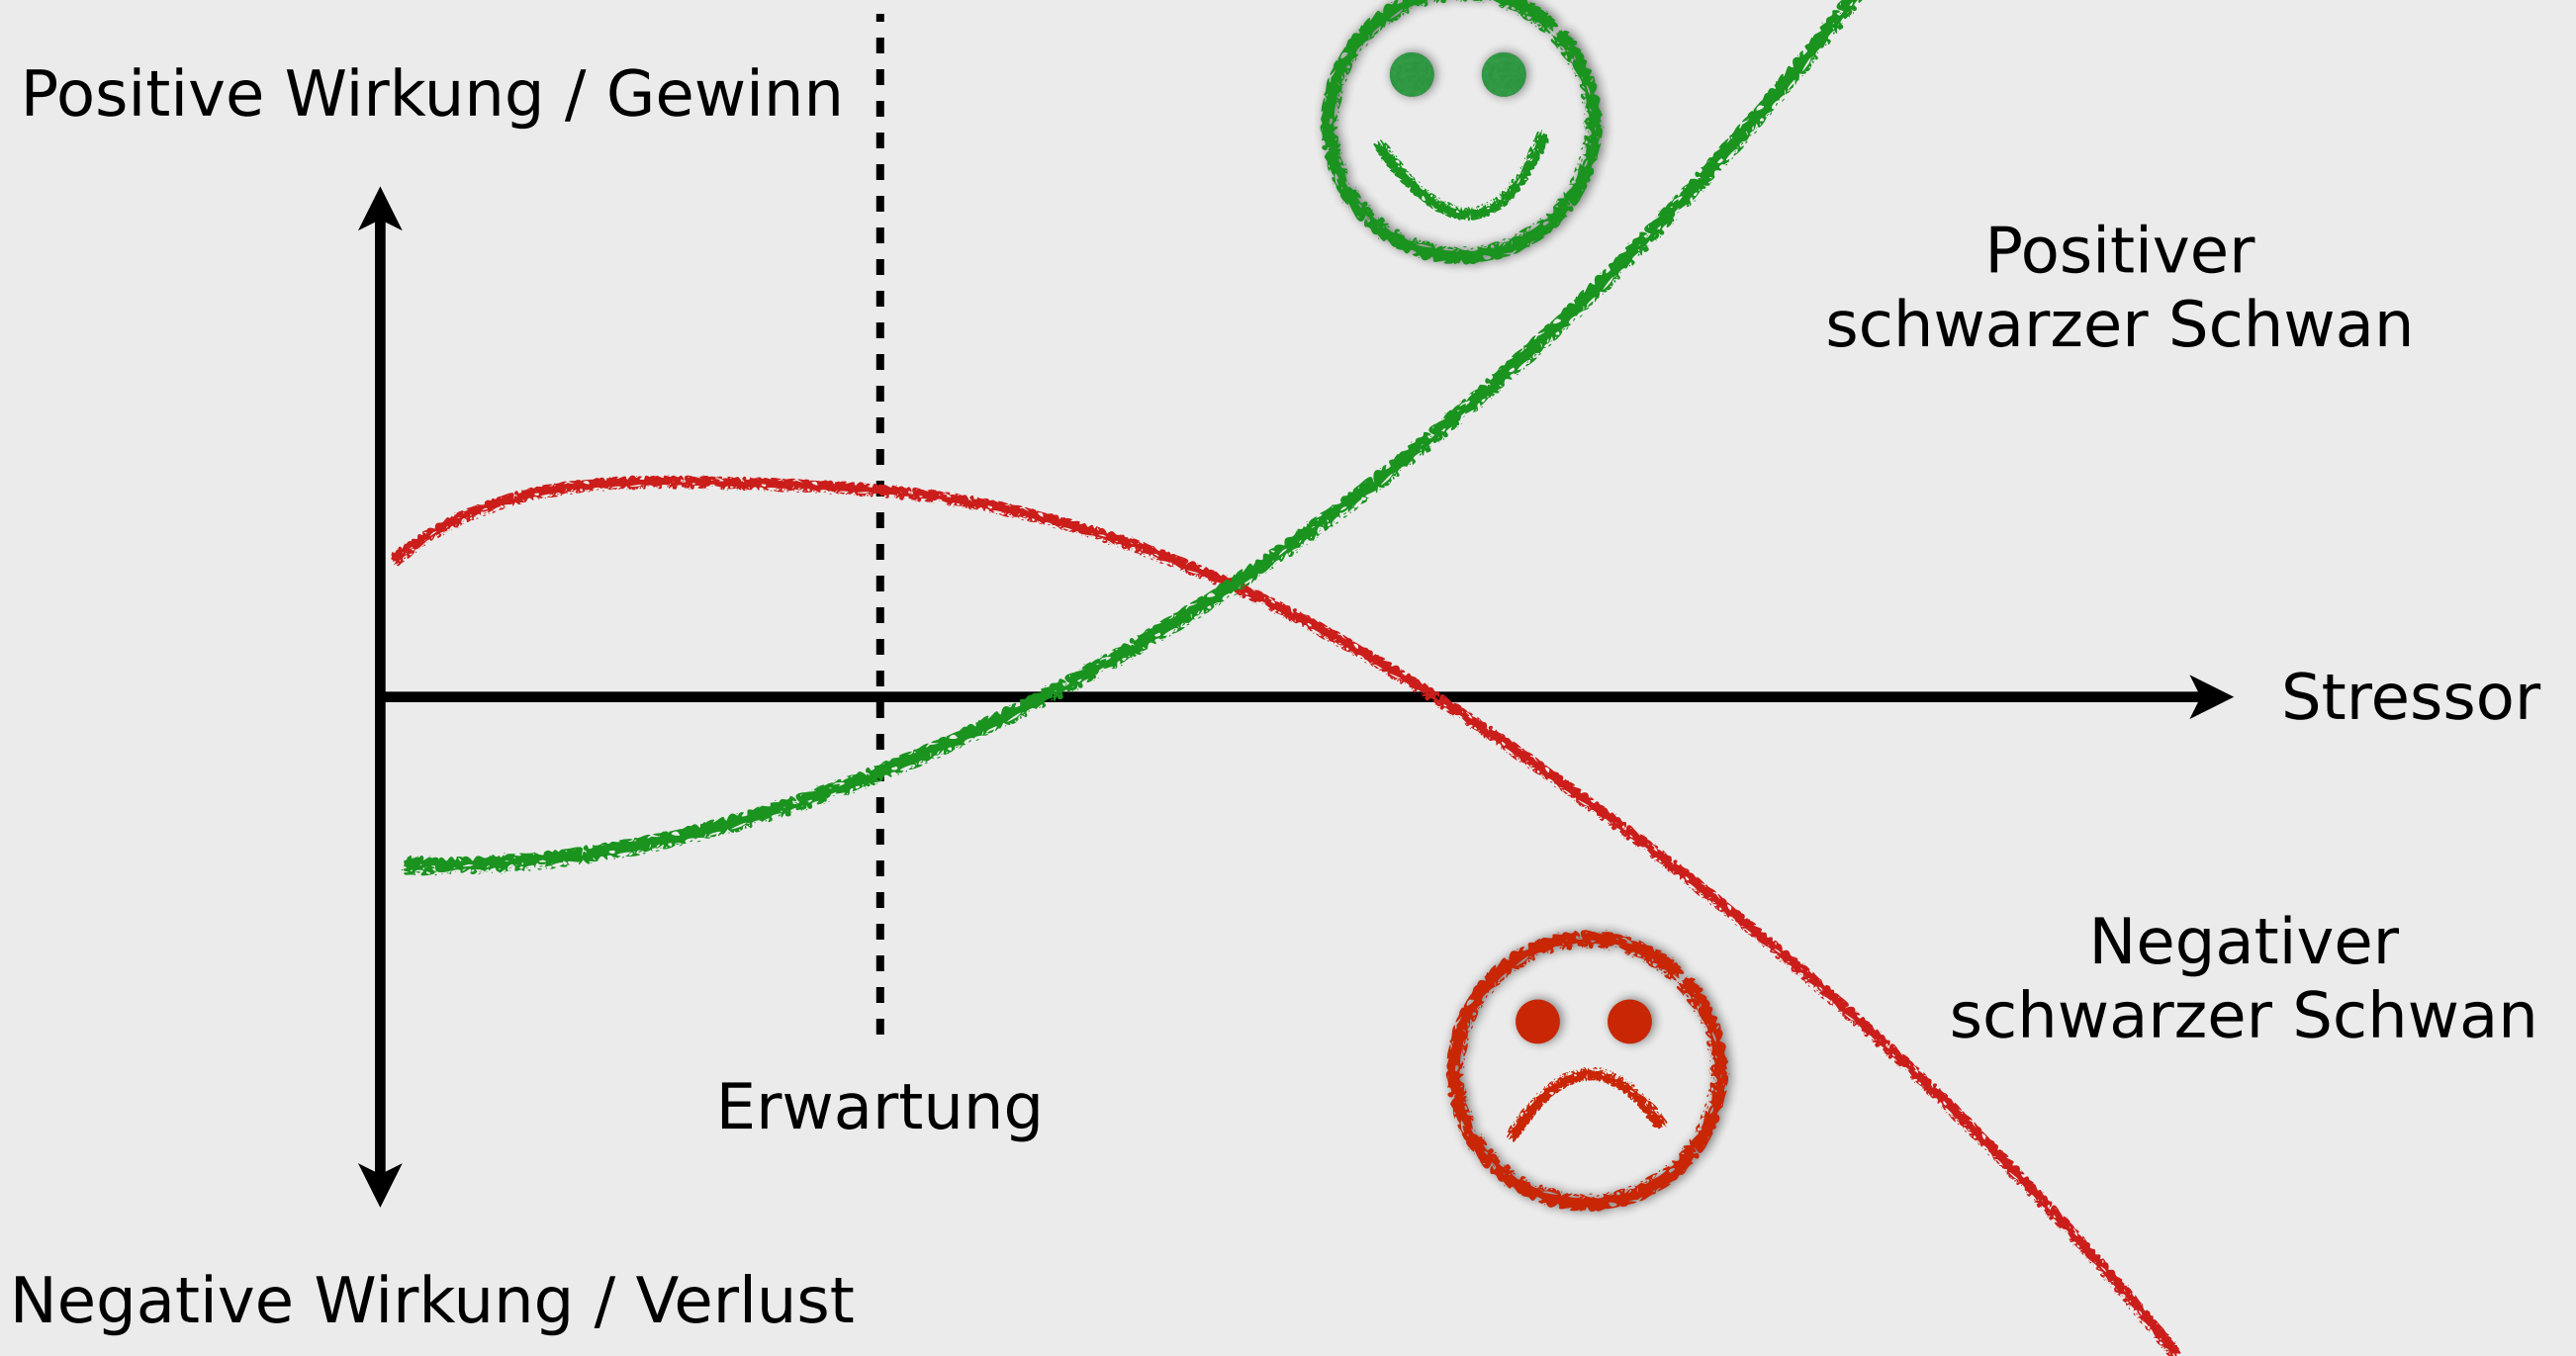 Positive Wirkung / Gewinn
Positiver
schwarzer Schwan
Stressor
Negativer
schwarzer Schwan
Erwartung
Negative Wirkung / Verlust